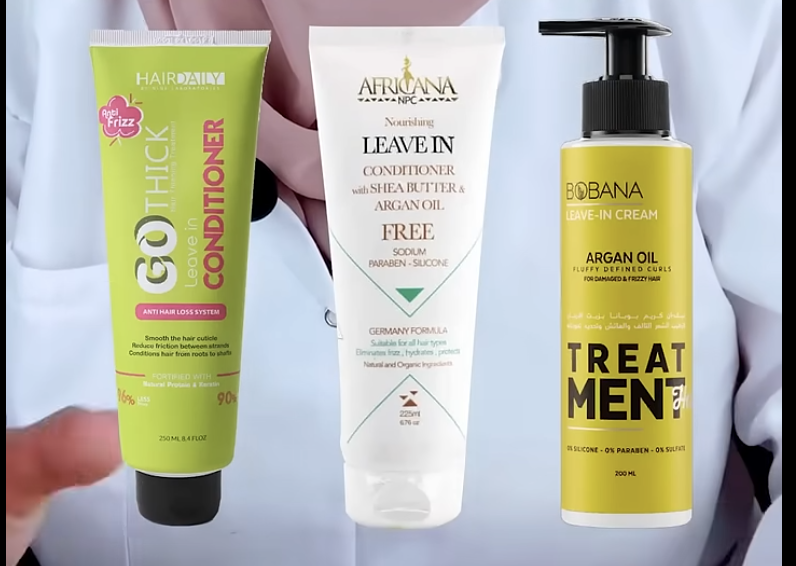 HAIRDAILY
Anti
Frizz
GO THICK
Leave in
CONDITIONER
ANTI HAIR LOSS SYSTEM
Smooth the hair cuticle
Reduce friction between strands
Conditions hair from roots to shafts
FORTIFIED WITH
Natural Protein & Keratin
90%
250 ML 8.4 FL.OZ
AFRICANA
NPC
Nourishing
LEAVE IN
CONDITIONER
with SHEA BUTTER &
ARGAN OIL
FREE
SODIUM
PARABEN - SILICONE
GERMANY FORMULA
Suitable for all hair types
Eliminates frizz, hydrates, protects
Natural and Organic Ingredients
225ml
BOBANA
LEAVE-IN CREAM
ARGAN OIL
FLUFFY DEFINED CURLS
FOR DAMAGED & FRIZZY HAIR
TREAT
MENT
0% SILICONE - 0% PARABEN - 0% SULFATE
200 ML